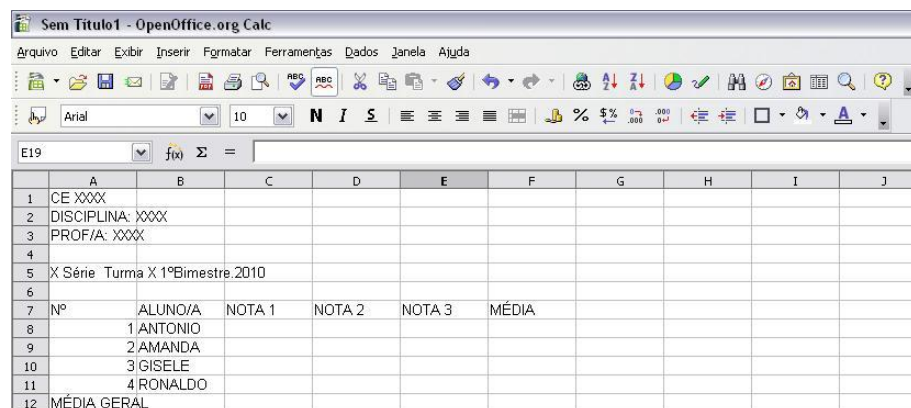 Sem Título1 - OpenOffice.org Calc
Arquivo Editar Exibir Inserir Formatar Ferramentas Dados Janela Ajuda
ABC ABC
Arial 10 N I S % $%
E19 f(x) Σ =
A B C D E F G H I J
1 CE XXXX
2 DISCIPLINA: XXXX
3 PROF/A: XXXX
4
5 X Série Turma X 1ºBimestre.2010
6
7 Nº ALUNO/A NOTA 1 NOTA 2 NOTA 3 MÉDIA
8 1 ANTONIO
9 2 AMANDA
10 3 GISELE
11 4 RONALDO
12 MÉDIA GERAL